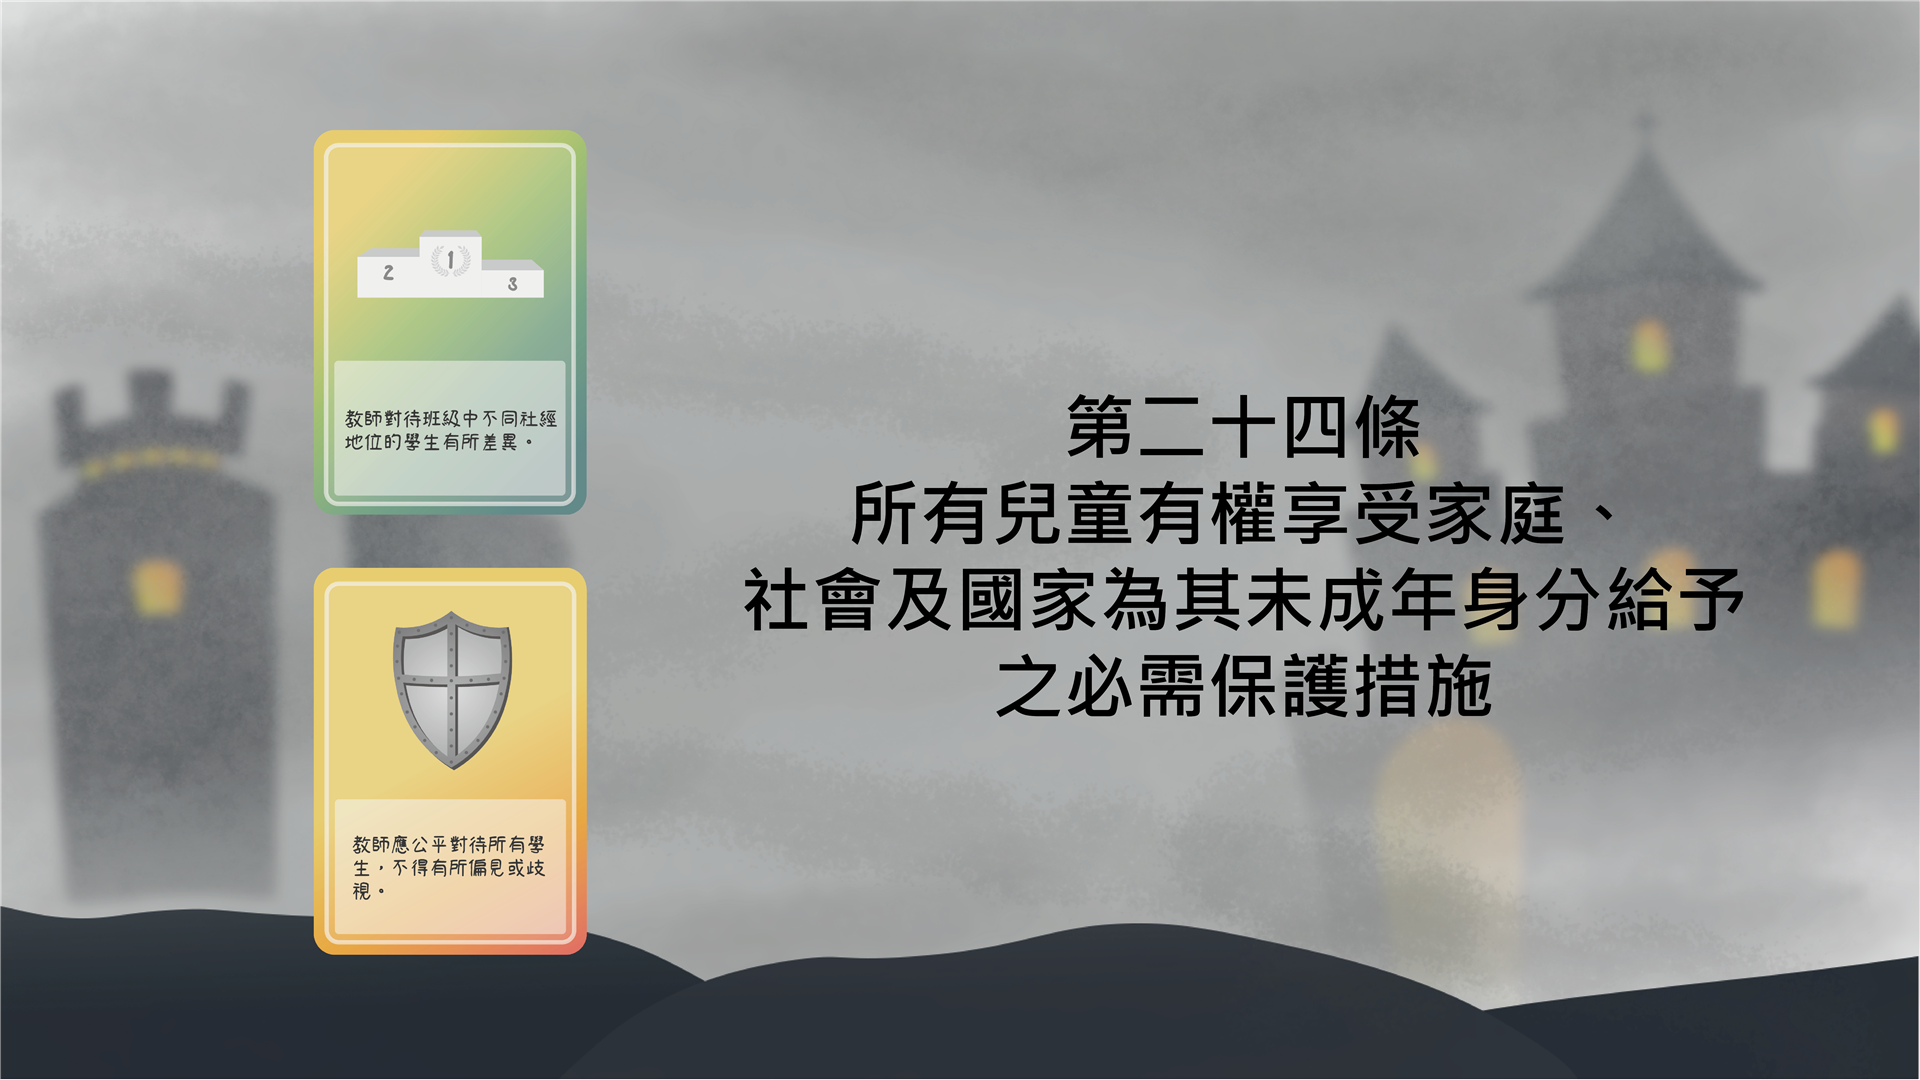 2
1
3
教師對待班級中不同社經
地位的學生有所差異。
教師應公平對待所有學
生，不得有所偏見或歧
視。
第二十四條
所有兒童有權享受家庭、
社會及國家為其未成年身分給予
之必需保護措施